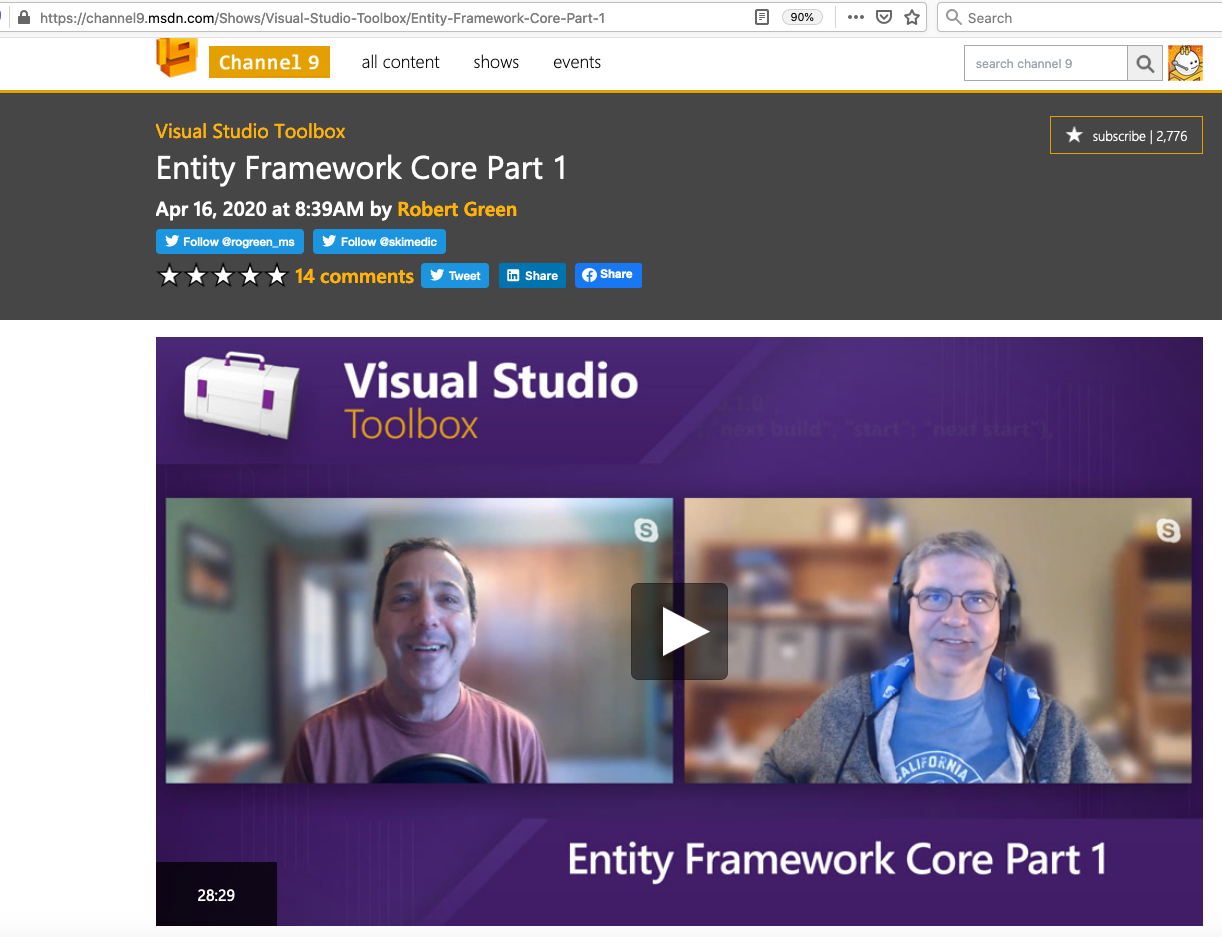 https://channel9.msdn.com/Shows/Visual-Studio-Toolbox/Entity-Framework-Core-Part-1
90%
Search
Channel 9
all content
shows
events
search channel 9
Visual Studio Toolbox
subscribe | 2,776
Entity Framework Core Part 1
Apr 16, 2020 at 8:39AM by Robert Green
Follow @rogreen_ms
Follow @skimedic
14 comments
Tweet
Share
Share
Visual Studio
Toolbox
"next build", "start": "next start"},
S
S
CALIFORNIA
Entity Framework Core Part 1
28:29